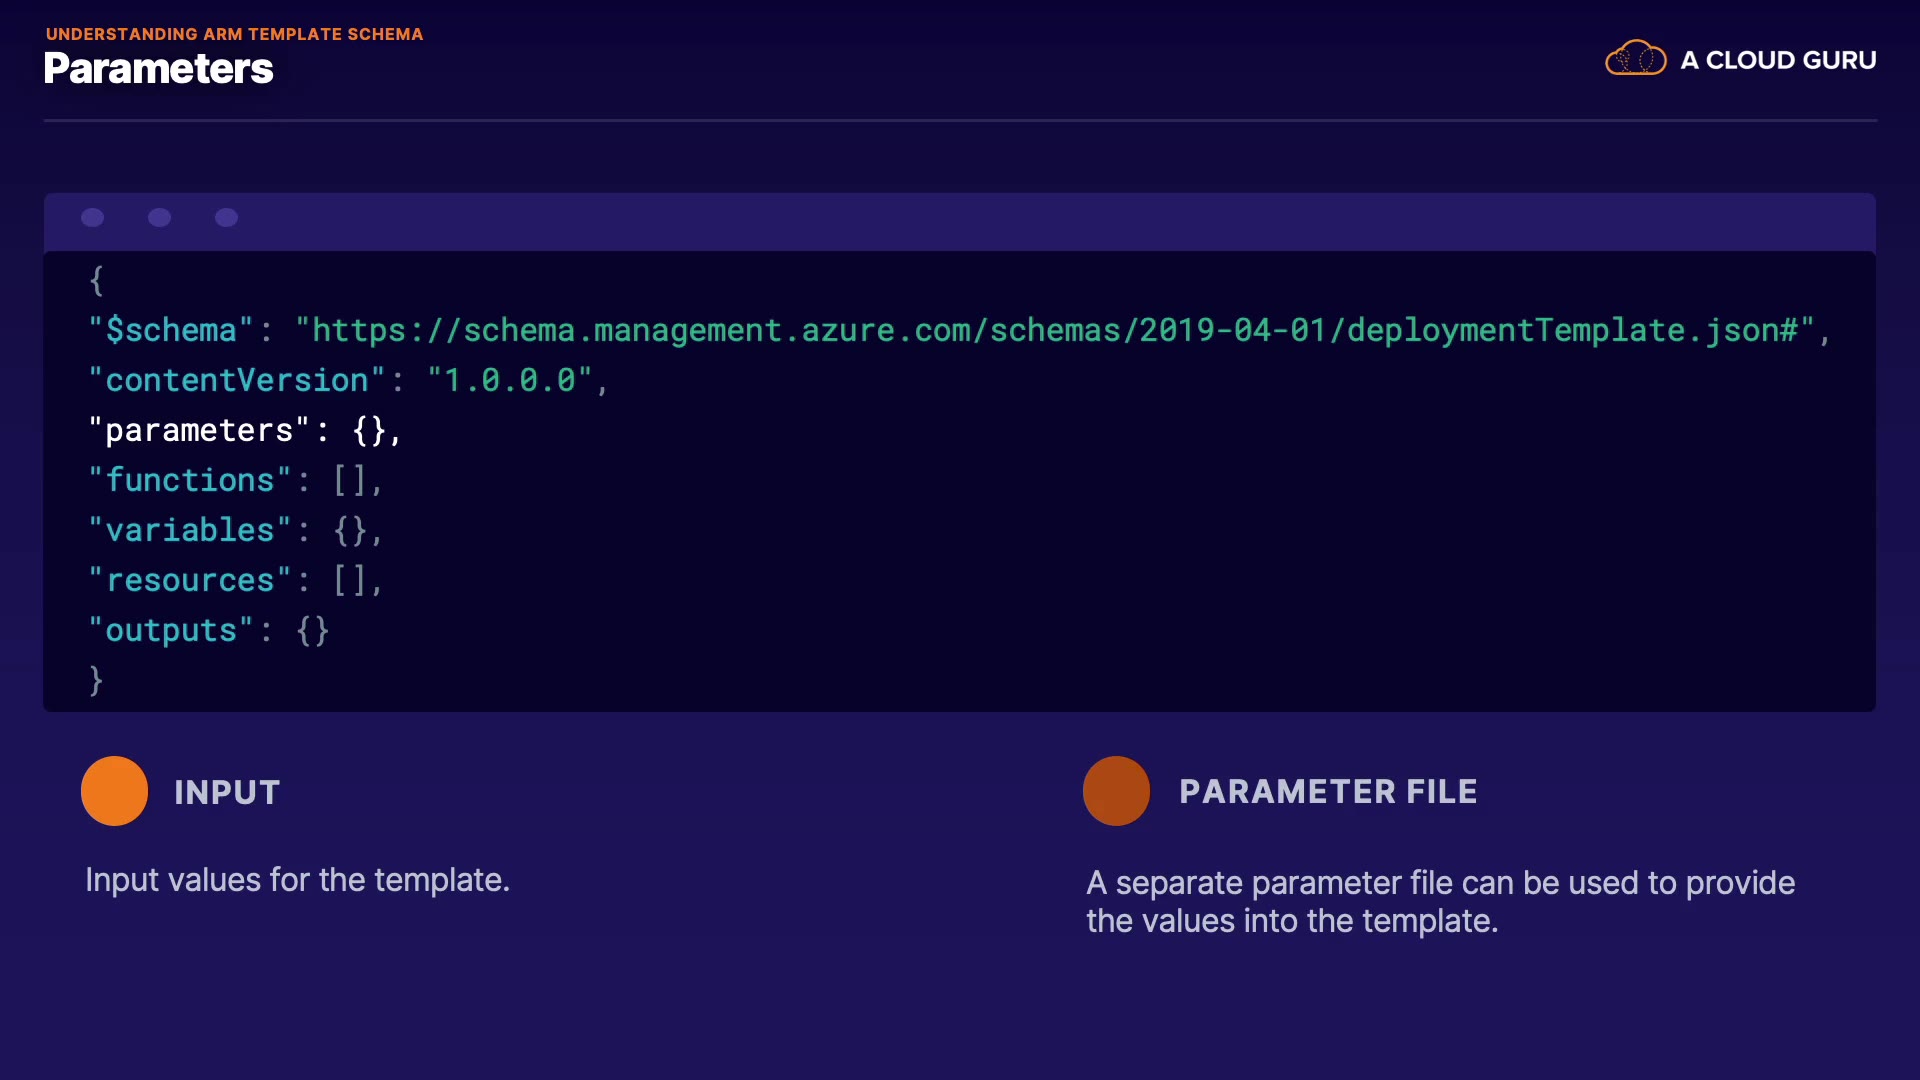 UNDERSTANDING ARM TEMPLATE SCHEMA
Parameters
A CLOUD GURU
{
"$schema": "https://schema.management.azure.com/schemas/2019-04-01/deploymentTemplate.json#",
"contentVersion": "1.0.0.0",
"parameters": {},
"functions": [],
"variables": {},
"resources": [],
"outputs": {}
}
INPUT
Input values for the template.
PARAMETER FILE
A separate parameter file can be used to provide
the values into the template.